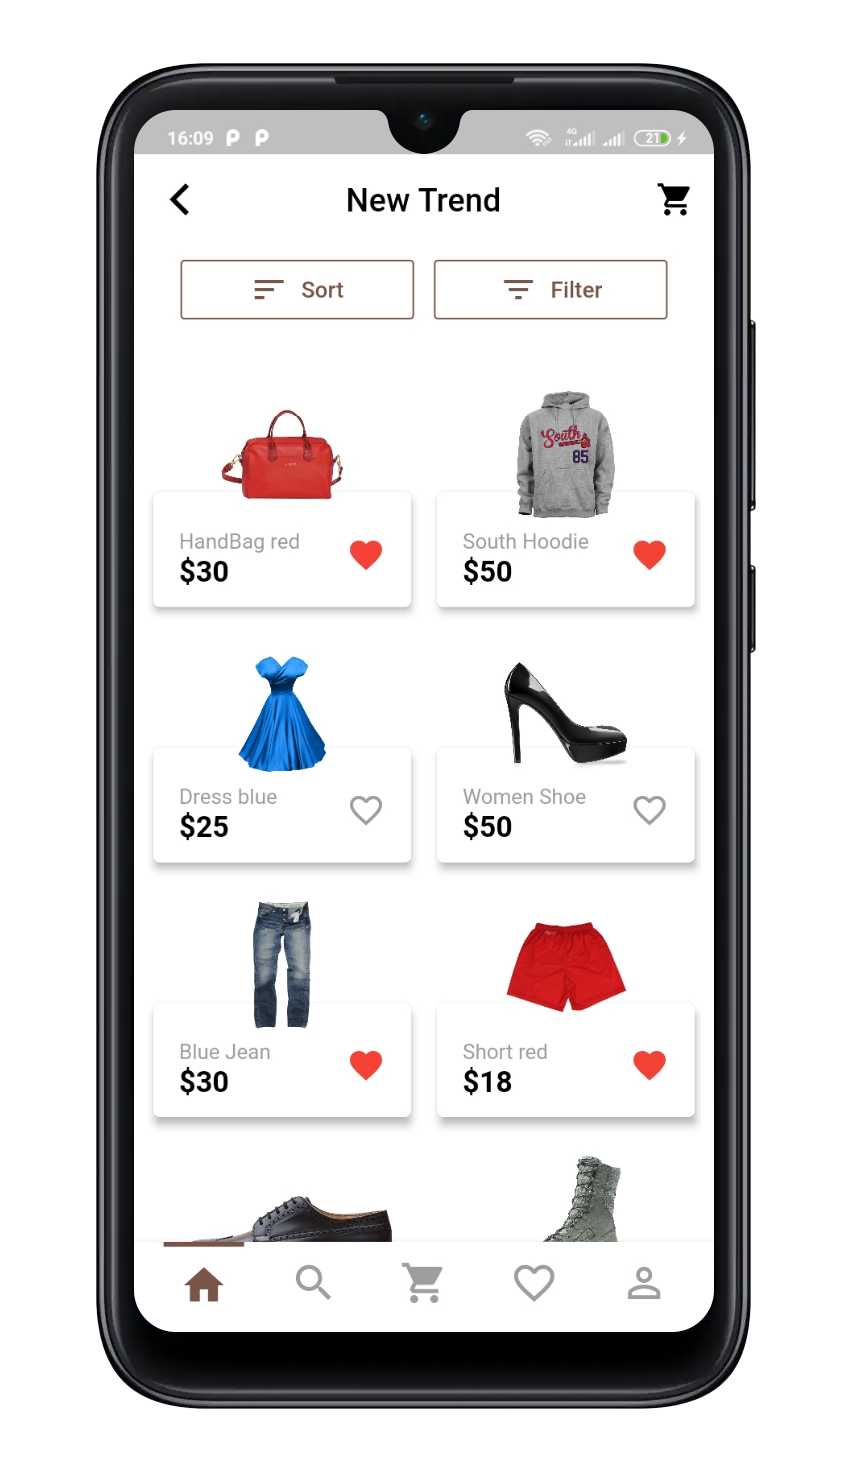 16:09
4G
21
New Trend
Sort
Filter
South
85
HandBag red
$30
South Hoodie
$50
Dress blue
$25
Women Shoe
$50
Blue Jean
$30
Short red
$18